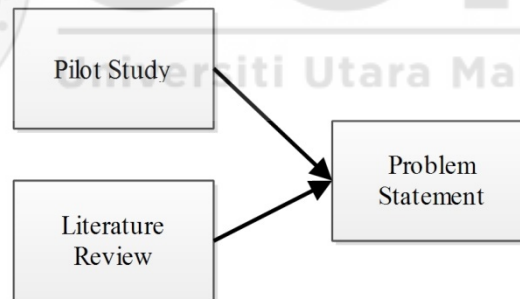 Universiti Utara Ma
Pilot Study
Problem
Statement
Literature
Review